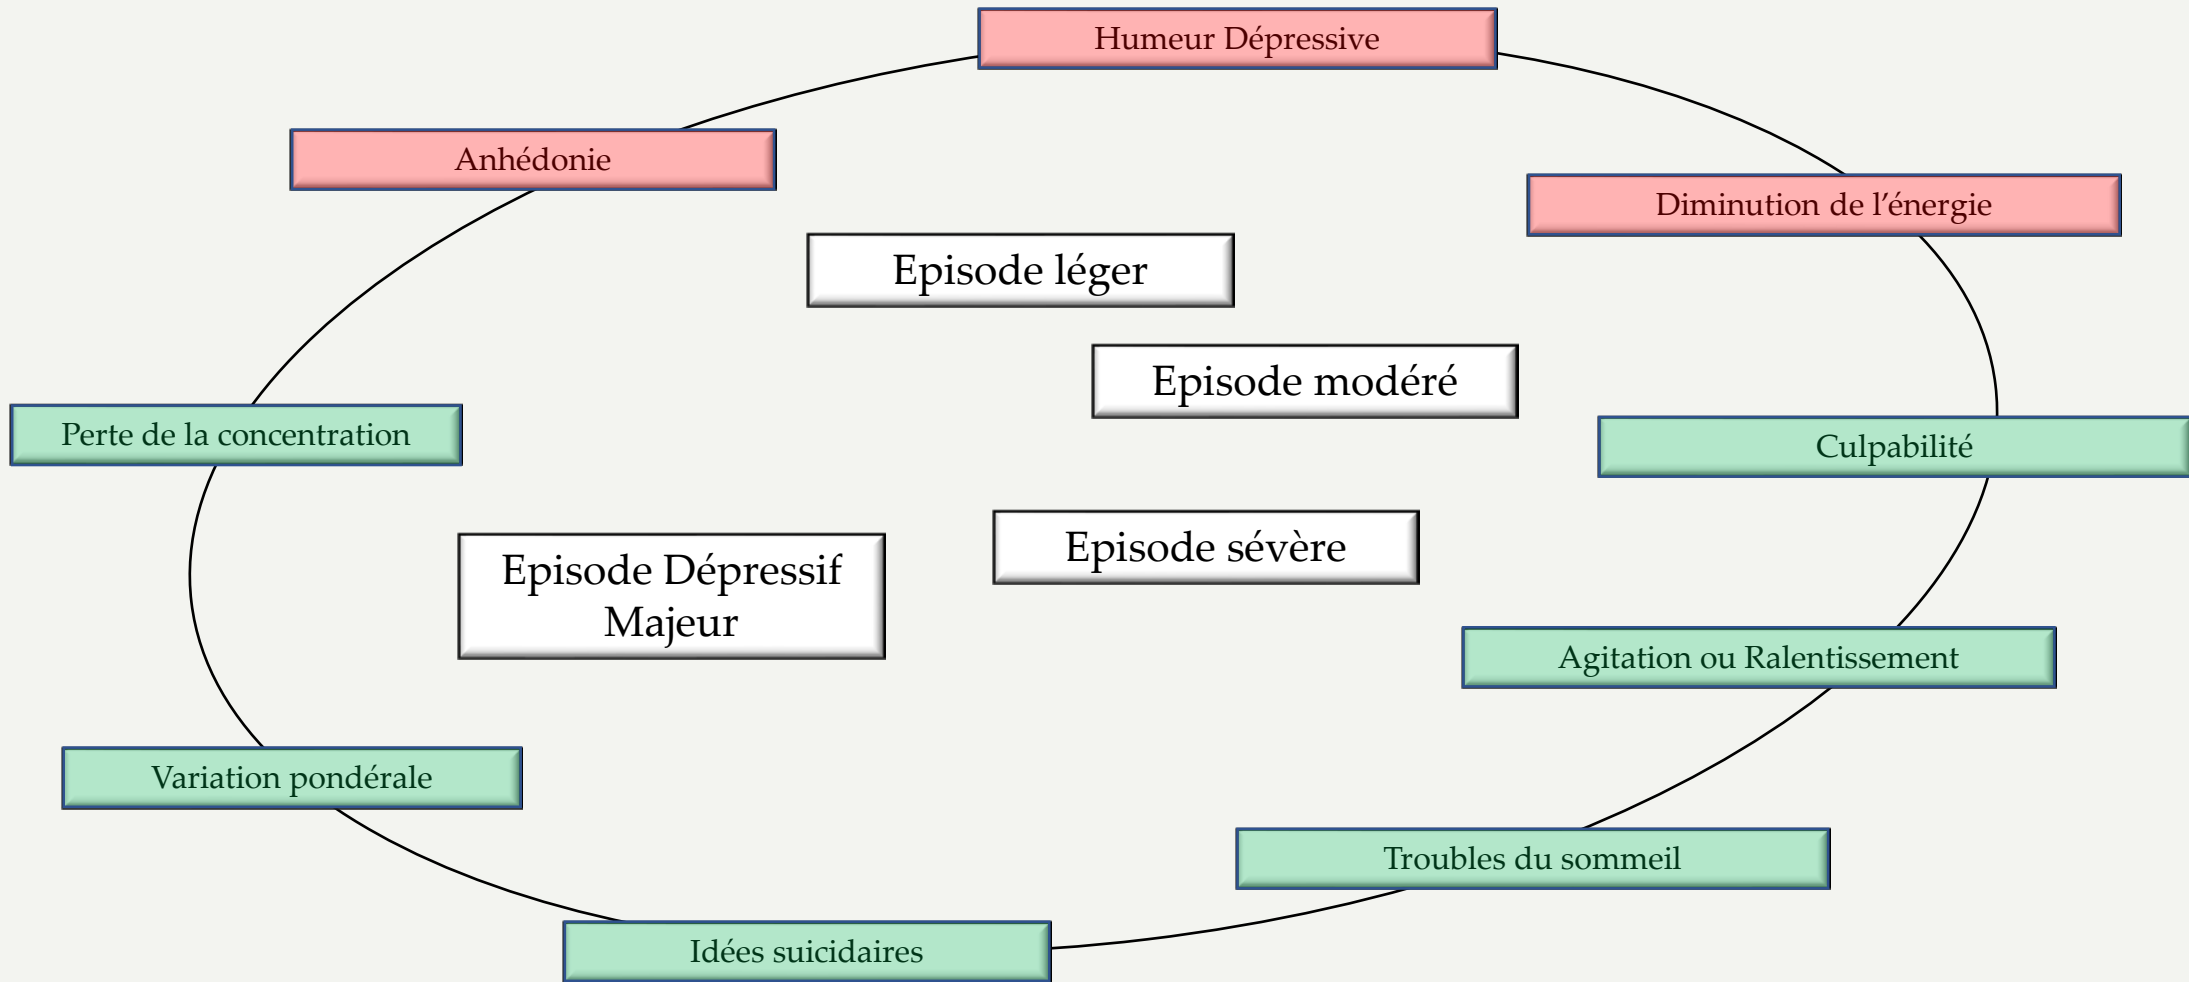 Humeur Dépressive
Anhédonie
Diminution de l’énergie
Episode léger
Episode modéré
Perte de la concentration
Culpabilité
Episode sévère
Episode Dépressif
Majeur
Agitation ou Ralentissement
Variation pondérale
Troubles du sommeil
Idées suicidaires